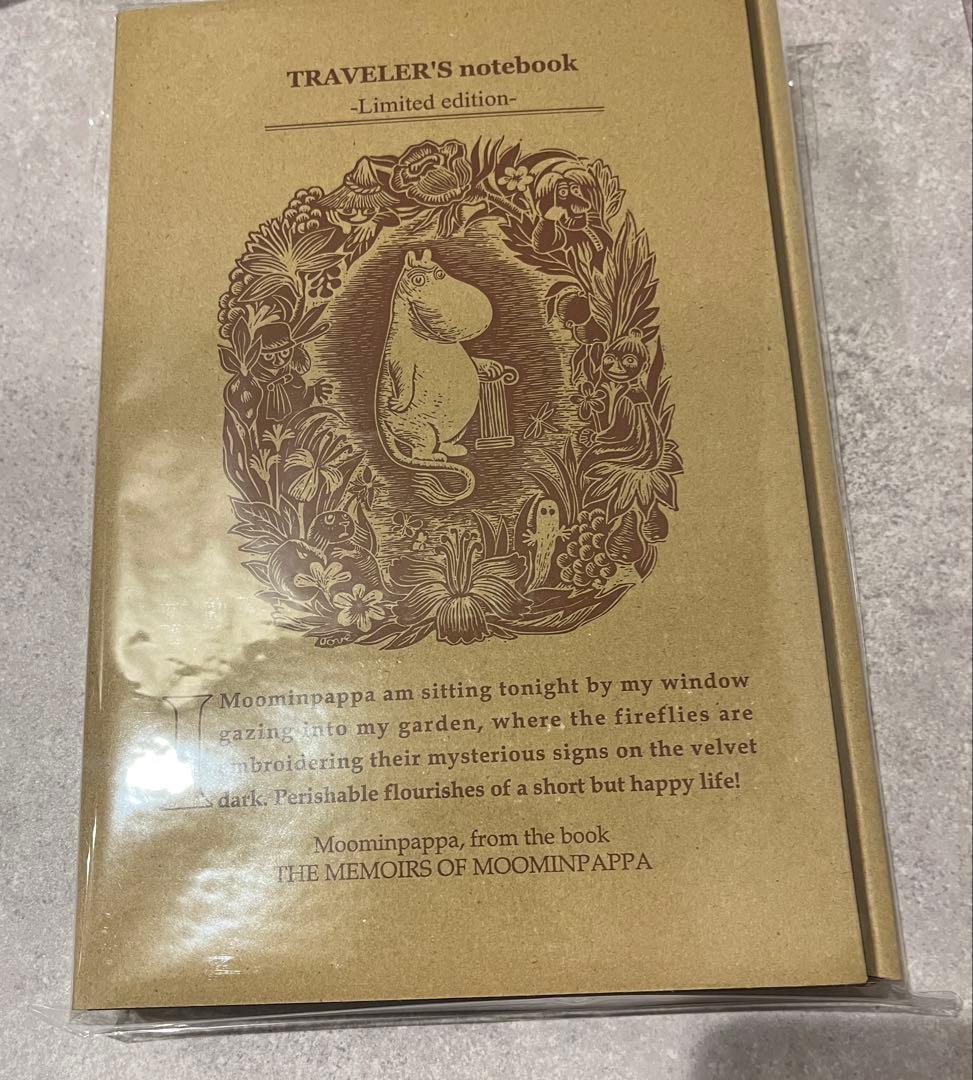 TRAVELER'S notebook
-Limited edition-
I Moominpappa am sitting tonight by my window
gazing into my garden, where the fireflies are
embroidering their mysterious signs on the velvet
dark. Perishable flourishes of a short but happy life!
Moominpappa, from the book
THE MEMOIRS OF MOOMINPAPPA